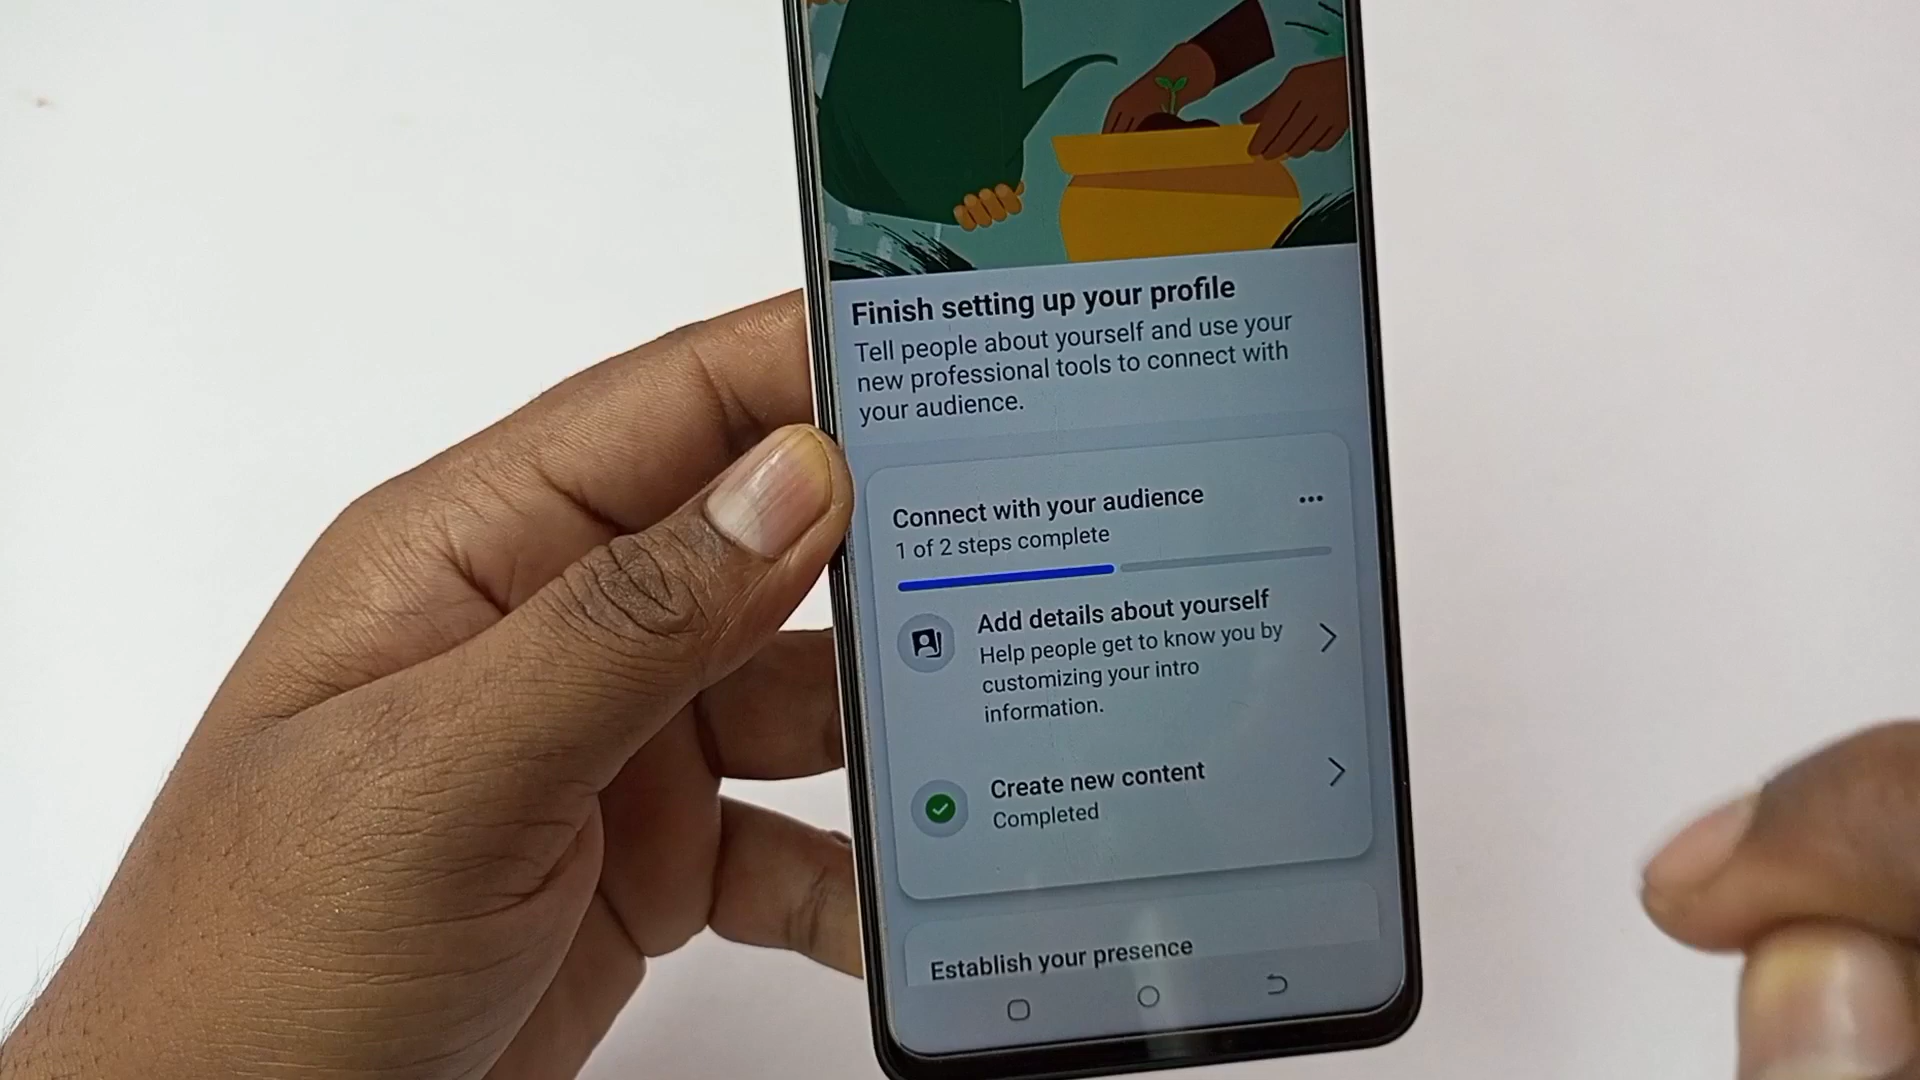 Finish setting up your profile
Tell people about yourself and use your
new professional tools to connect with
your audience.
Connect with your audience
1 of 2 steps complete
Add details about yourself
Help people get to know you by
customizing your intro
information.
Create new content
Completed
Establish your presence